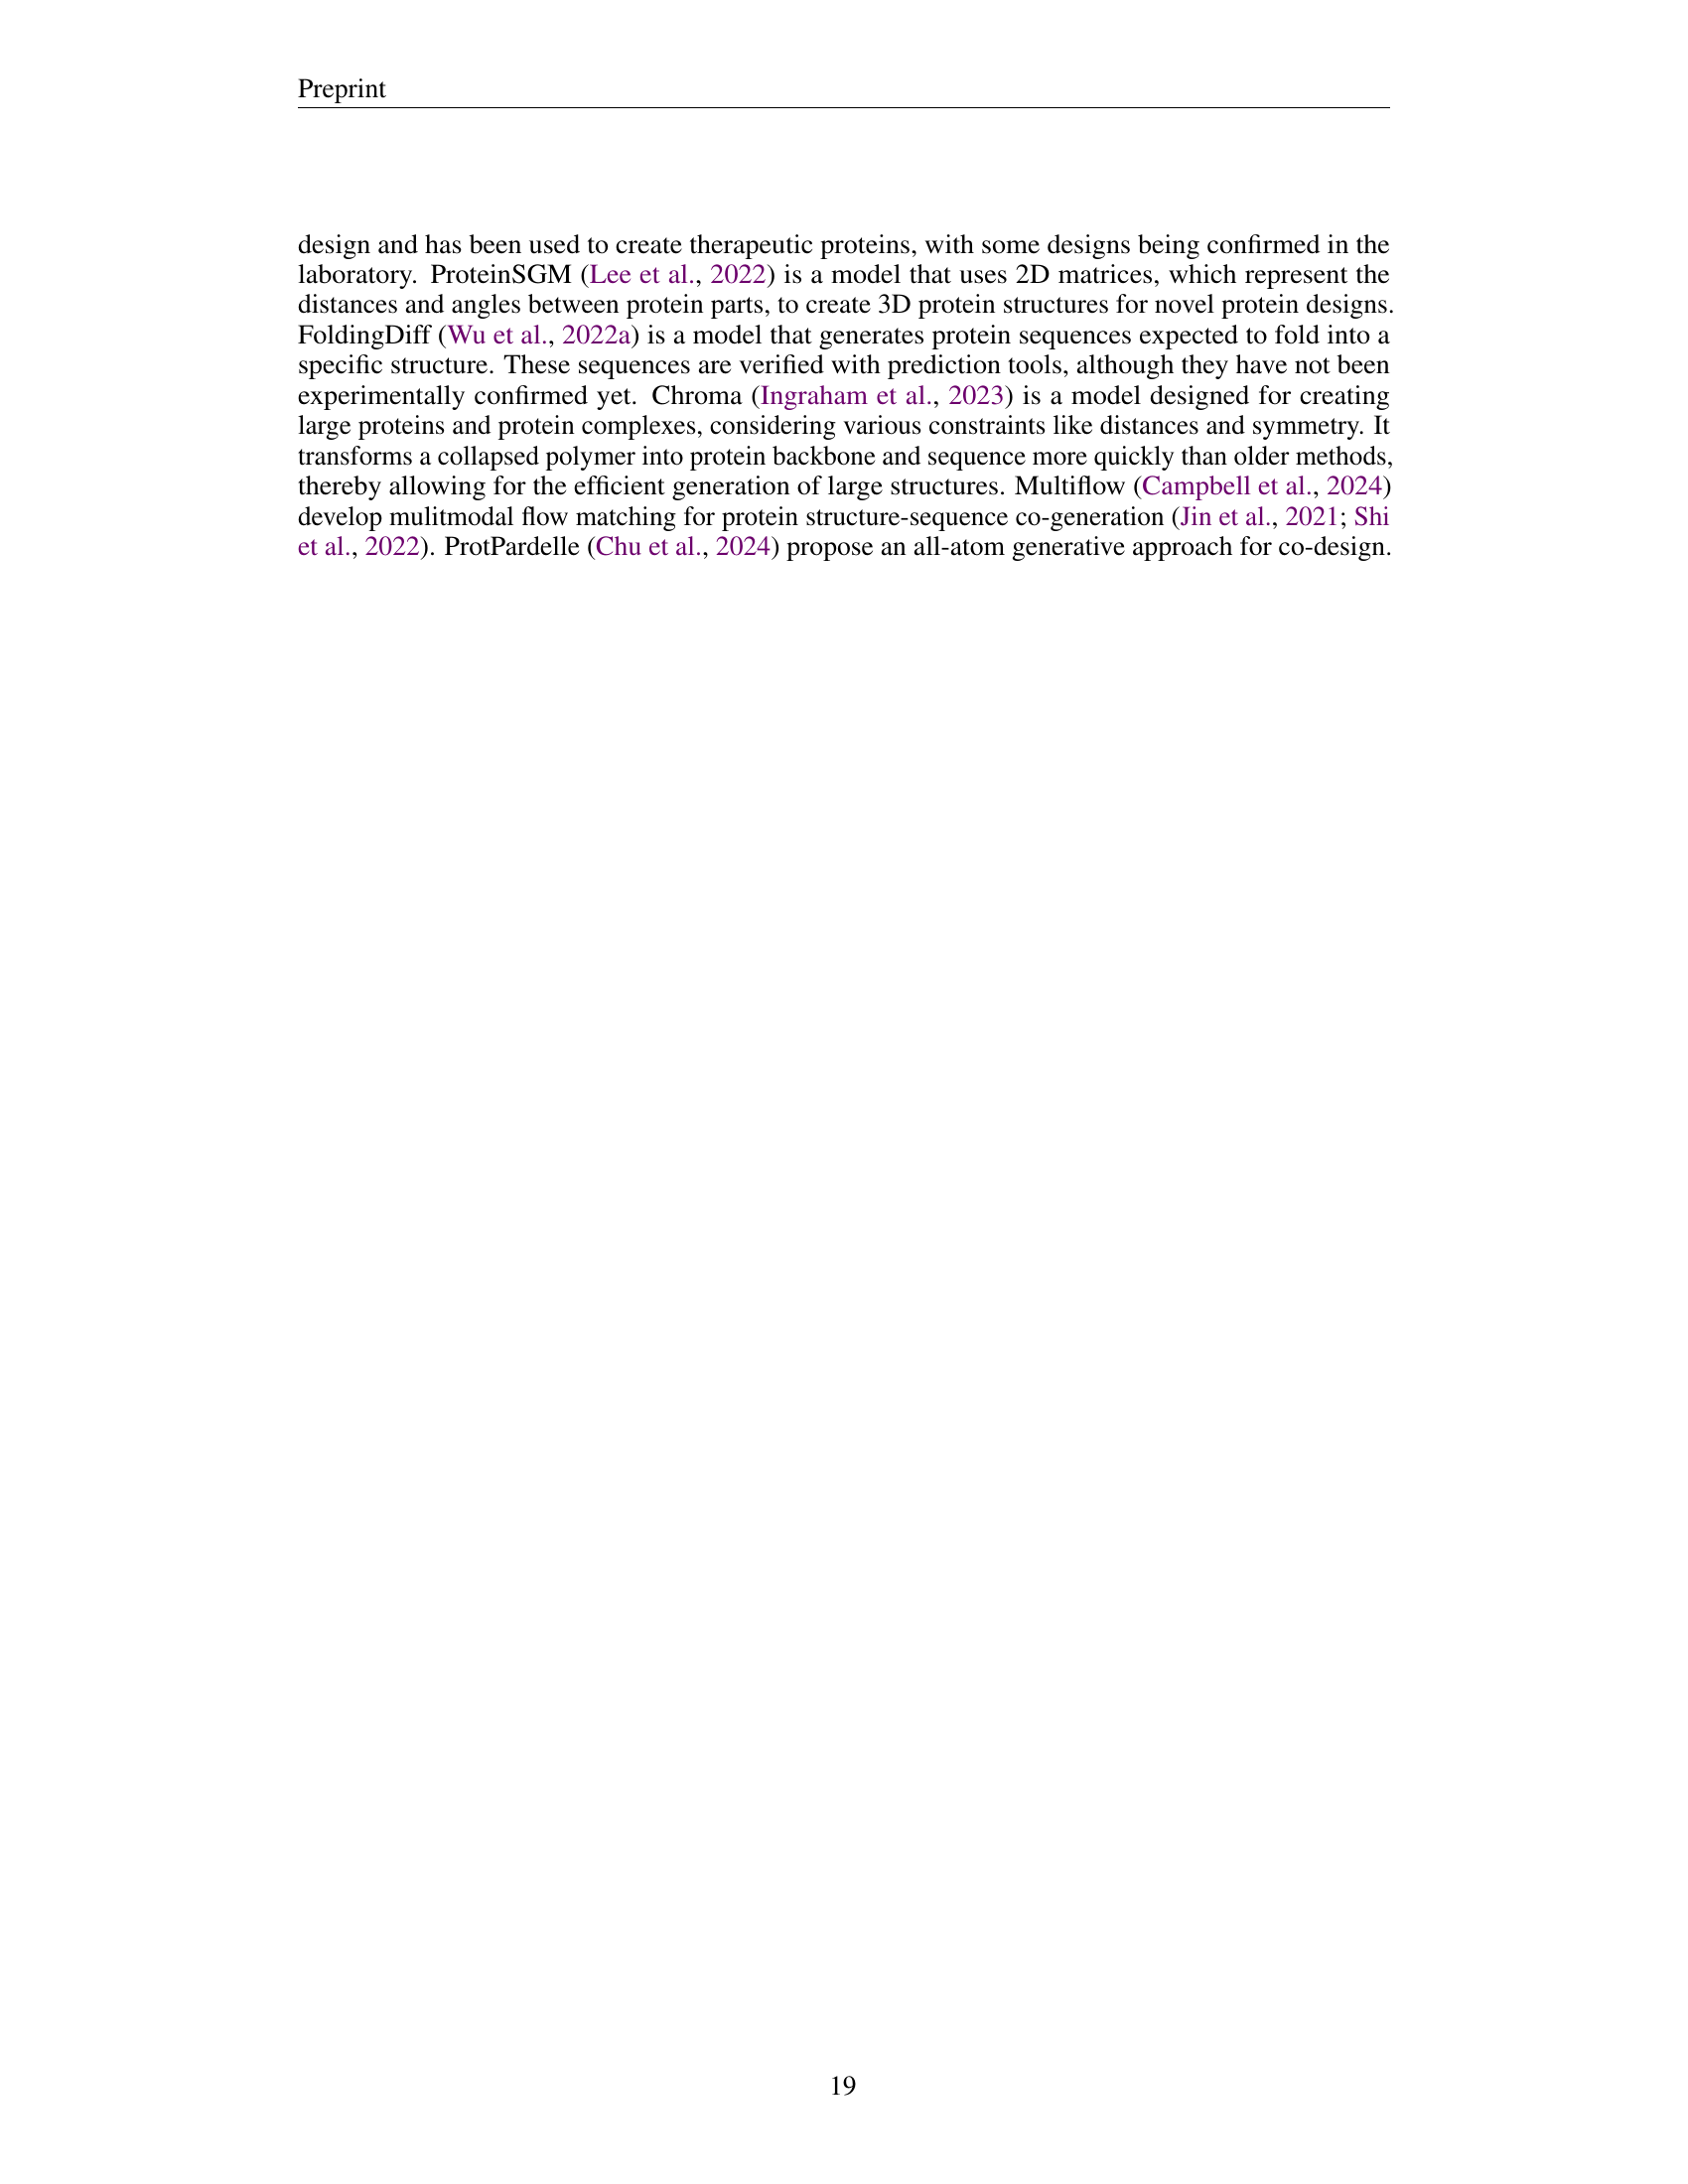 Preprint
design and has been used to create therapeutic proteins, with some designs being confirmed in the
laboratory. ProteinSGM (Lee et al., 2022) is a model that uses 2D matrices, which represent the
distances and angles between protein parts, to create 3D protein structures for novel protein designs.
FoldingDiff (Wu et al., 2022a) is a model that generates protein sequences expected to fold into a
specific structure. These sequences are verified with prediction tools, although they have not been
experimentally confirmed yet. Chroma (Ingraham et al., 2023) is a model designed for creating
large proteins and protein complexes, considering various constraints like distances and symmetry. It
transforms a collapsed polymer into protein backbone and sequence more quickly than older methods,
thereby allowing for the efficient generation of large structures. Multiflow (Campbell et al., 2024)
develop mulitmodal flow matching for protein structure-sequence co-generation (Jin et al., 2021; Shi
et al., 2022). ProtPardelle (Chu et al., 2024) propose an all-atom generative approach for co-design.
19